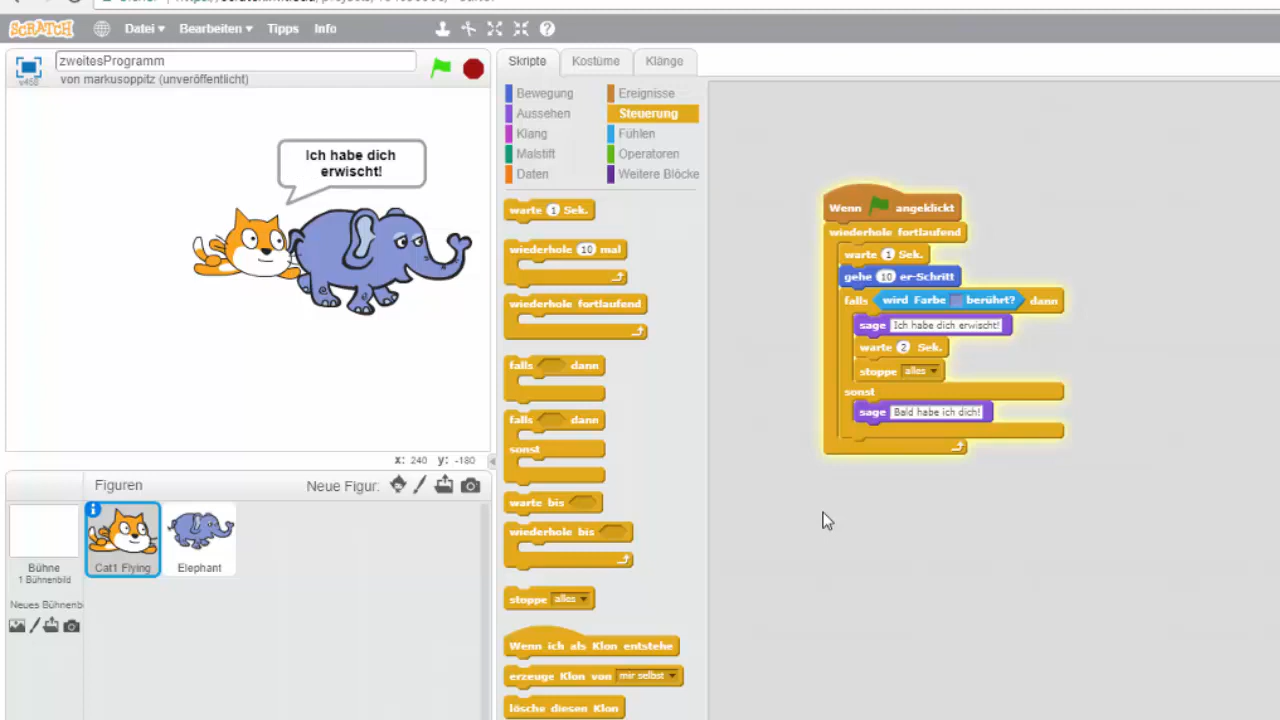 SCRATCH
Datei
Bearbeiten
Tipps
Info
v458
zweitesProgramm
von markusoppitz (unveröffentlicht)
Ich habe dich
erwischt!
x: 240 y: -180
Figuren
Neue Figur:
Bühne
1 Bühnenbild
Neues Bühnenb
Cat1 Flying
Elephant
Skripte
Kostüme
Klänge
Bewegung
Ereignisse
Aussehen
Steuerung
Klang
Fühlen
Malstift
Operatoren
Daten
Weitere Blöcke
warte 1 Sek.
wiederhole 10 mal
wiederhole fortlaufend
falls dann
falls dann
sonst
warte bis
wiederhole bis
stoppe alles
Wenn ich als Klon entstehe
erzeuge Klon von mir selbst
lösche diesen Klon
Wenn angeklickt
wiederhole fortlaufend
warte 1 Sek.
gehe 10 er-Schritt
falls wird Farbe berührt? dann
sage Ich habe dich erwischt!
warte 2 Sek.
stoppe alles
sonst
sage Bald habe ich dich!